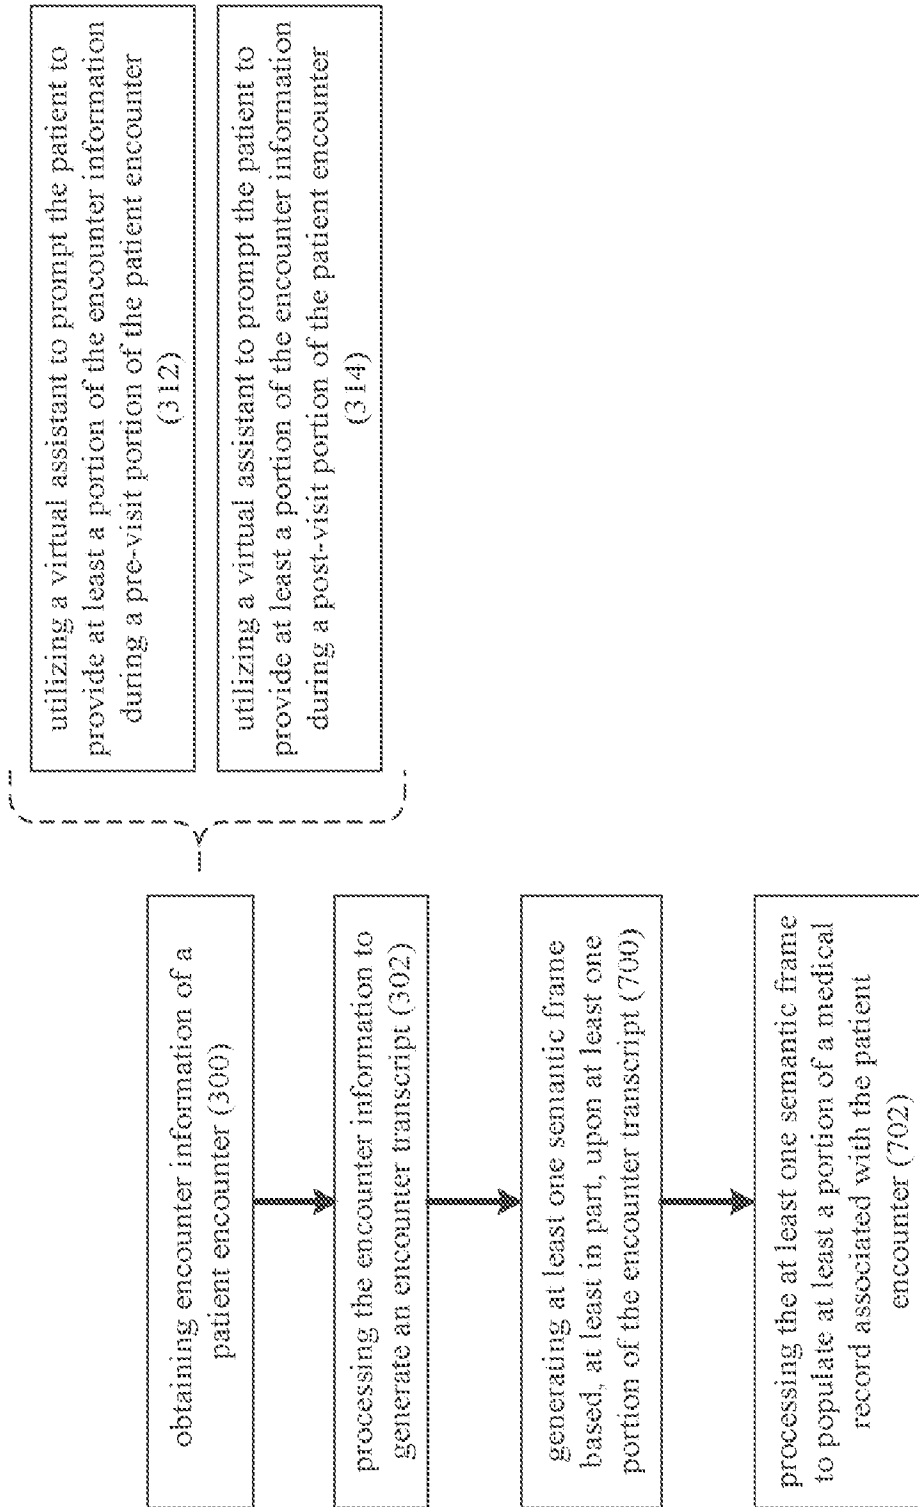 obtaining encounter information of a
patient encounter (300)
processing the encounter information to
generate an encounter transcript (302)
generating at least one semantic frame
based, at least in part, upon at least one
portion of the encounter transcript (700)
processing the at least one semantic frame
to populate at least a portion of a medical
record associated with the patient
encounter (702)
utilizing a virtual assistant to prompt the patient to
provide at least a portion of the encounter information
during a pre-visit portion of the patient encounter
(312)
utilizing a virtual assistant to prompt the patient to
provide at least a portion of the encounter information
during a post-visit portion of the patient encounter
(314)